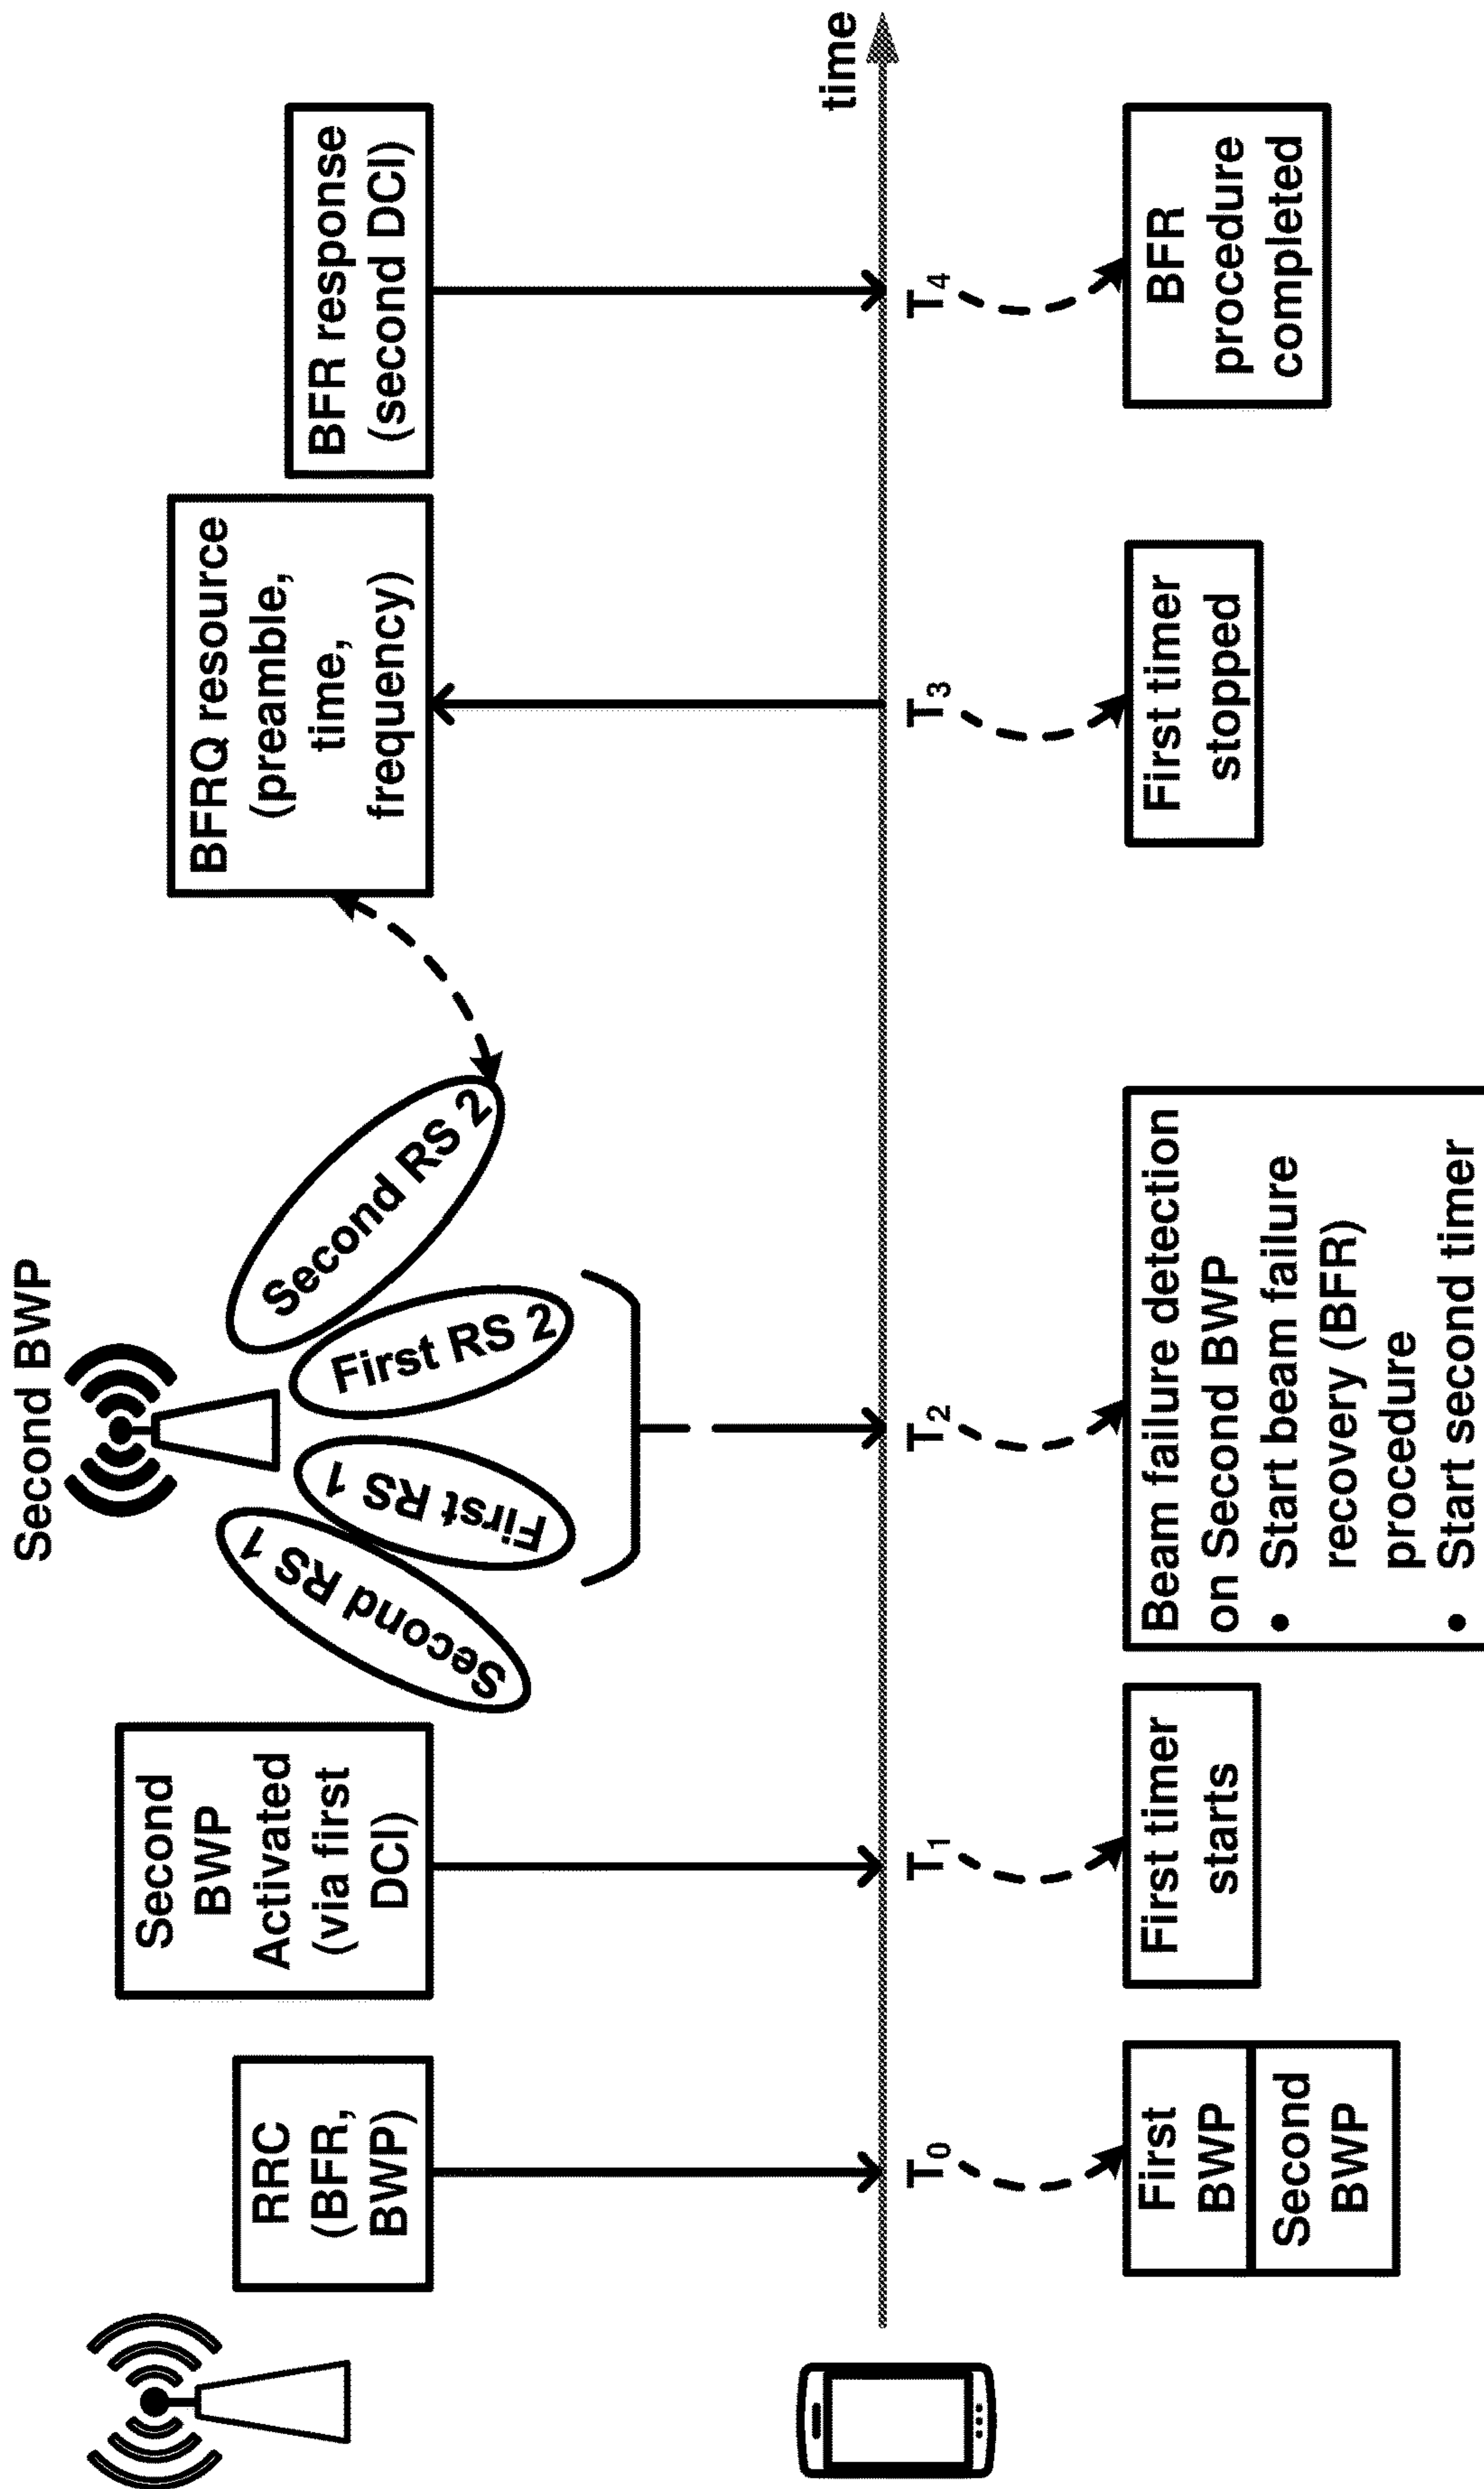 RRC
(BFR,
BWP)
Second
BWP
Activated
(via first
DCI)
Second BWP
Second RS 1
First RS 1
First RS 2
Second RS 2
BFRQ resource
(preamble,
time,
frequency)
BFR response
(second DCI)
time
T0
T1
T2
T3
T4
First
BWP
Second
BWP
First timer
starts
Beam failure detection
on Second BWP
• Start beam failure
recovery (BFR)
procedure
• Start second timer
First timer
stopped
BFR
procedure
completed